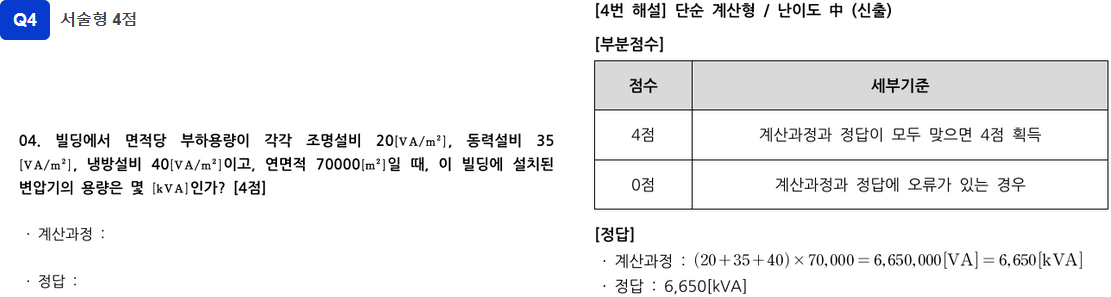 Q4 서술형 4점
04. 빌딩에서 면적당 부하용량이 각각 조명설비 20[VA/m²], 동력설비 35
[VA/m²], 냉방설비 40[VA/m²]이고, 연면적 70000[m²]일 때, 이 빌딩에 설치된
변압기의 용량은 몇 [kVA]인가? [4점]
· 계산과정 :
· 정답 :
[4번 해설] 단순 계산형 / 난이도 中 (신출)
[부분점수]
점수 세부기준
4점 계산과정과 정답이 모두 맞으면 4점 획득
0점 계산과정과 정답에 오류가 있는 경우
[정답]
· 계산과정 : (20+35+40)×70,000=6,650,000[VA]=6,650[kVA]
· 정답 : 6,650[kVA]